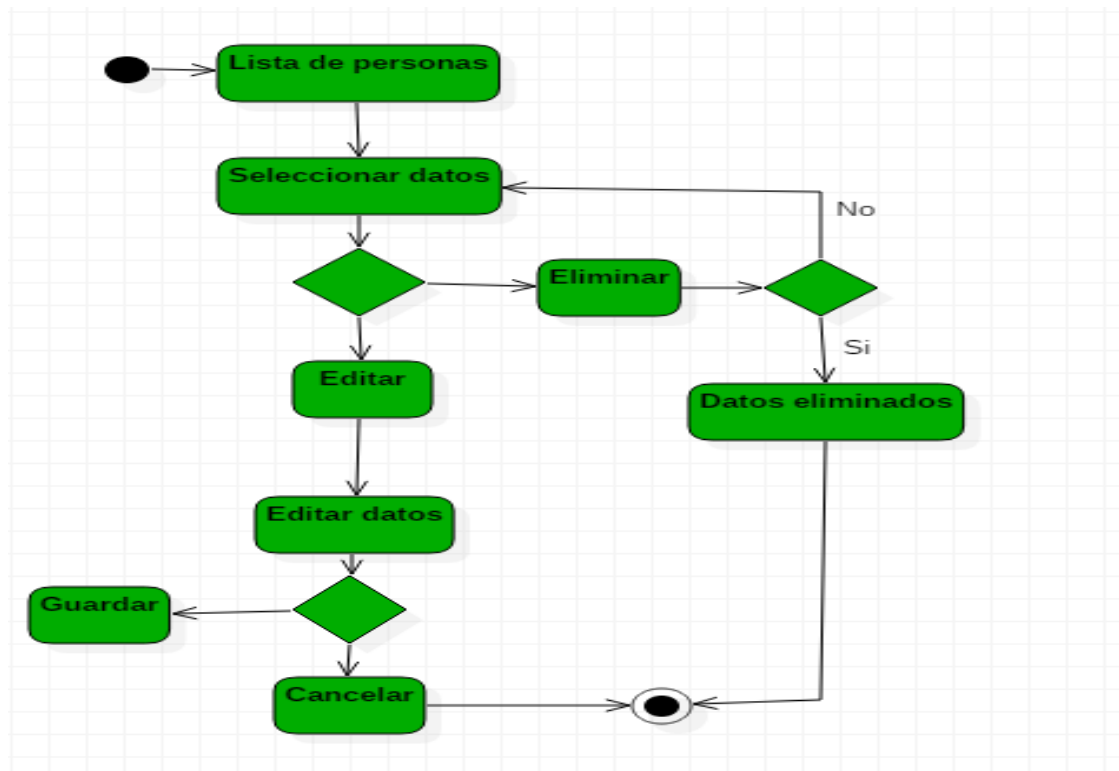 Lista de personas
Seleccionar datos
No
Eliminar
Si
Editar
Datos eliminados
Editar datos
Guardar
Cancelar